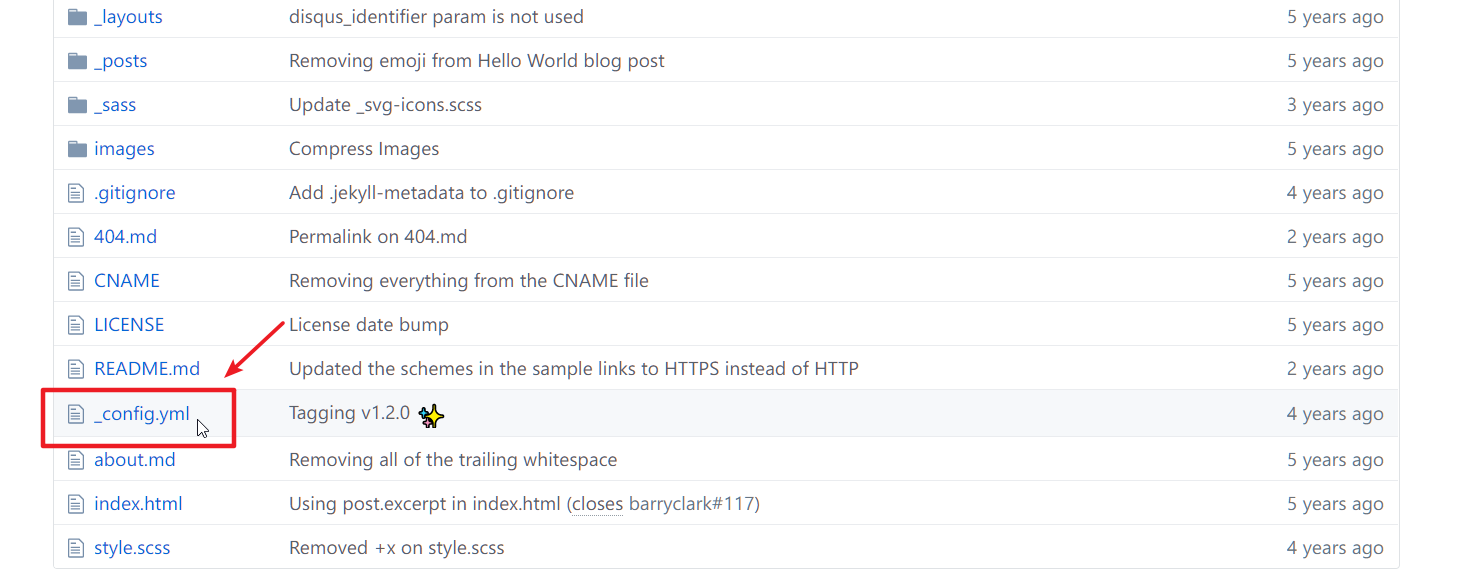 _layouts disqus_identifier param is not used 5 years ago
_posts Removing emoji from Hello World blog post 5 years ago
_sass Update _svg-icons.scss 3 years ago
images Compress Images 5 years ago
.gitignore Add .jekyll-metadata to .gitignore 4 years ago
404.md Permalink on 404.md 2 years ago
CNAME Removing everything from the CNAME file 5 years ago
LICENSE License date bump 5 years ago
README.md Updated the schemes in the sample links to HTTPS instead of HTTP 2 years ago
_config.yml Tagging v1.2.0 ✨ 4 years ago
about.md Removing all of the trailing whitespace 5 years ago
index.html Using post.excerpt in index.html (closes barryclark#117) 5 years ago
style.scss Removed +x on style.scss 4 years ago